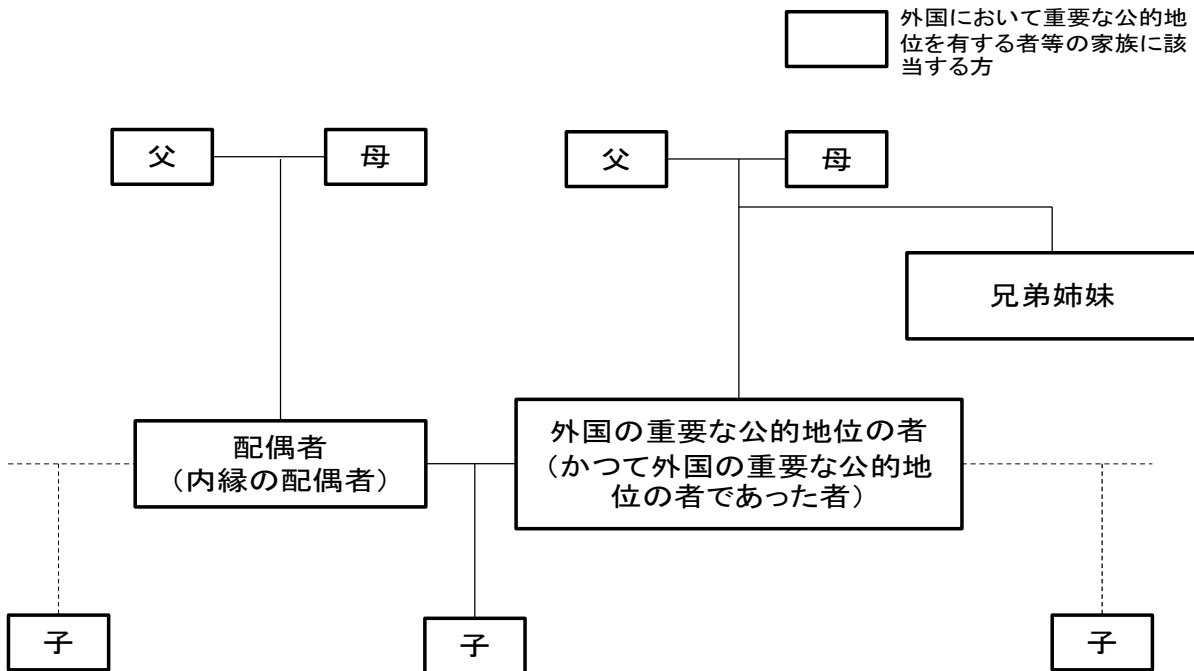 外国において重要な公的地
位を有する者等の家族に該
当する方
父
母
父
母
兄弟姉妹
配偶者
（内縁の配偶者）
外国の重要な公的地位の者
（かつて外国の重要な公的地
位の者であった者）
子
子
子